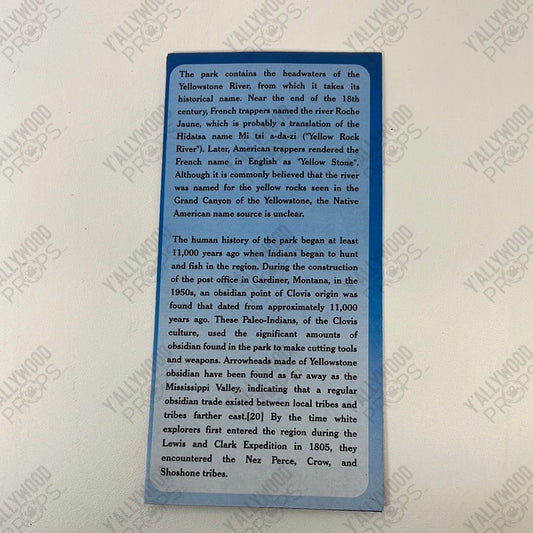 The park contains the headwaters of the
Yellowstone River, from which it takes its
historical name. Near the end of the 18th
century, French trappers named the river Roche
Jaune, which is probably a translation of the
Hidatsa name Mi tsi a-da-zi ("Yellow Rock
River"). Later, American trappers rendered the
French name in English as "Yellow Stone".
Although it is commonly believed that the river
was named for the yellow rocks seen in the
Grand Canyon of the Yellowstone, the Native
American name source is unclear.
The human history of the park began at least
11,000 years ago when Indians began to hunt
and fish in the region. During the construction
of the post office in Gardiner, Montana, in the
1950s, an obsidian point of Clovis origin was
found that dated from approximately 11,000
years ago. These Paleo-Indians, of the Clovis
culture, used the significant amounts of
obsidian found in the park to make cutting tools
and weapons. Arrowheads made of Yellowstone
obsidian have been found as far away as the
Mississippi Valley, indicating that a regular
obsidian trade existed between local tribes and
tribes farther east.[20] By the time white
explorers first entered the region during the
Lewis and Clark Expedition in 1805, they
encountered the Nez Perce, Crow, and
Shoshone tribes.
Y'ALLYWOOD
PROPS